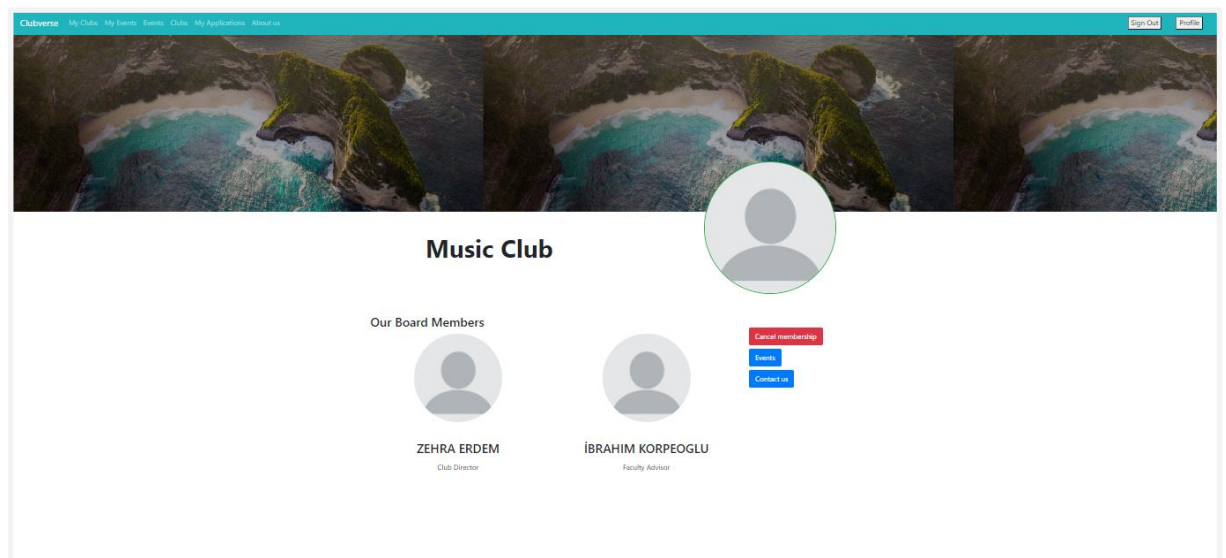 Clubverse My Clubs My Events Events Clubs My Applications About us Sign Out Profile
Music Club
Our Board Members
Cancel membership
Events
Contact us
ZEHRA ERDEM
Club Director
İBRAHIM KORPEOGLU
Faculty Advisor